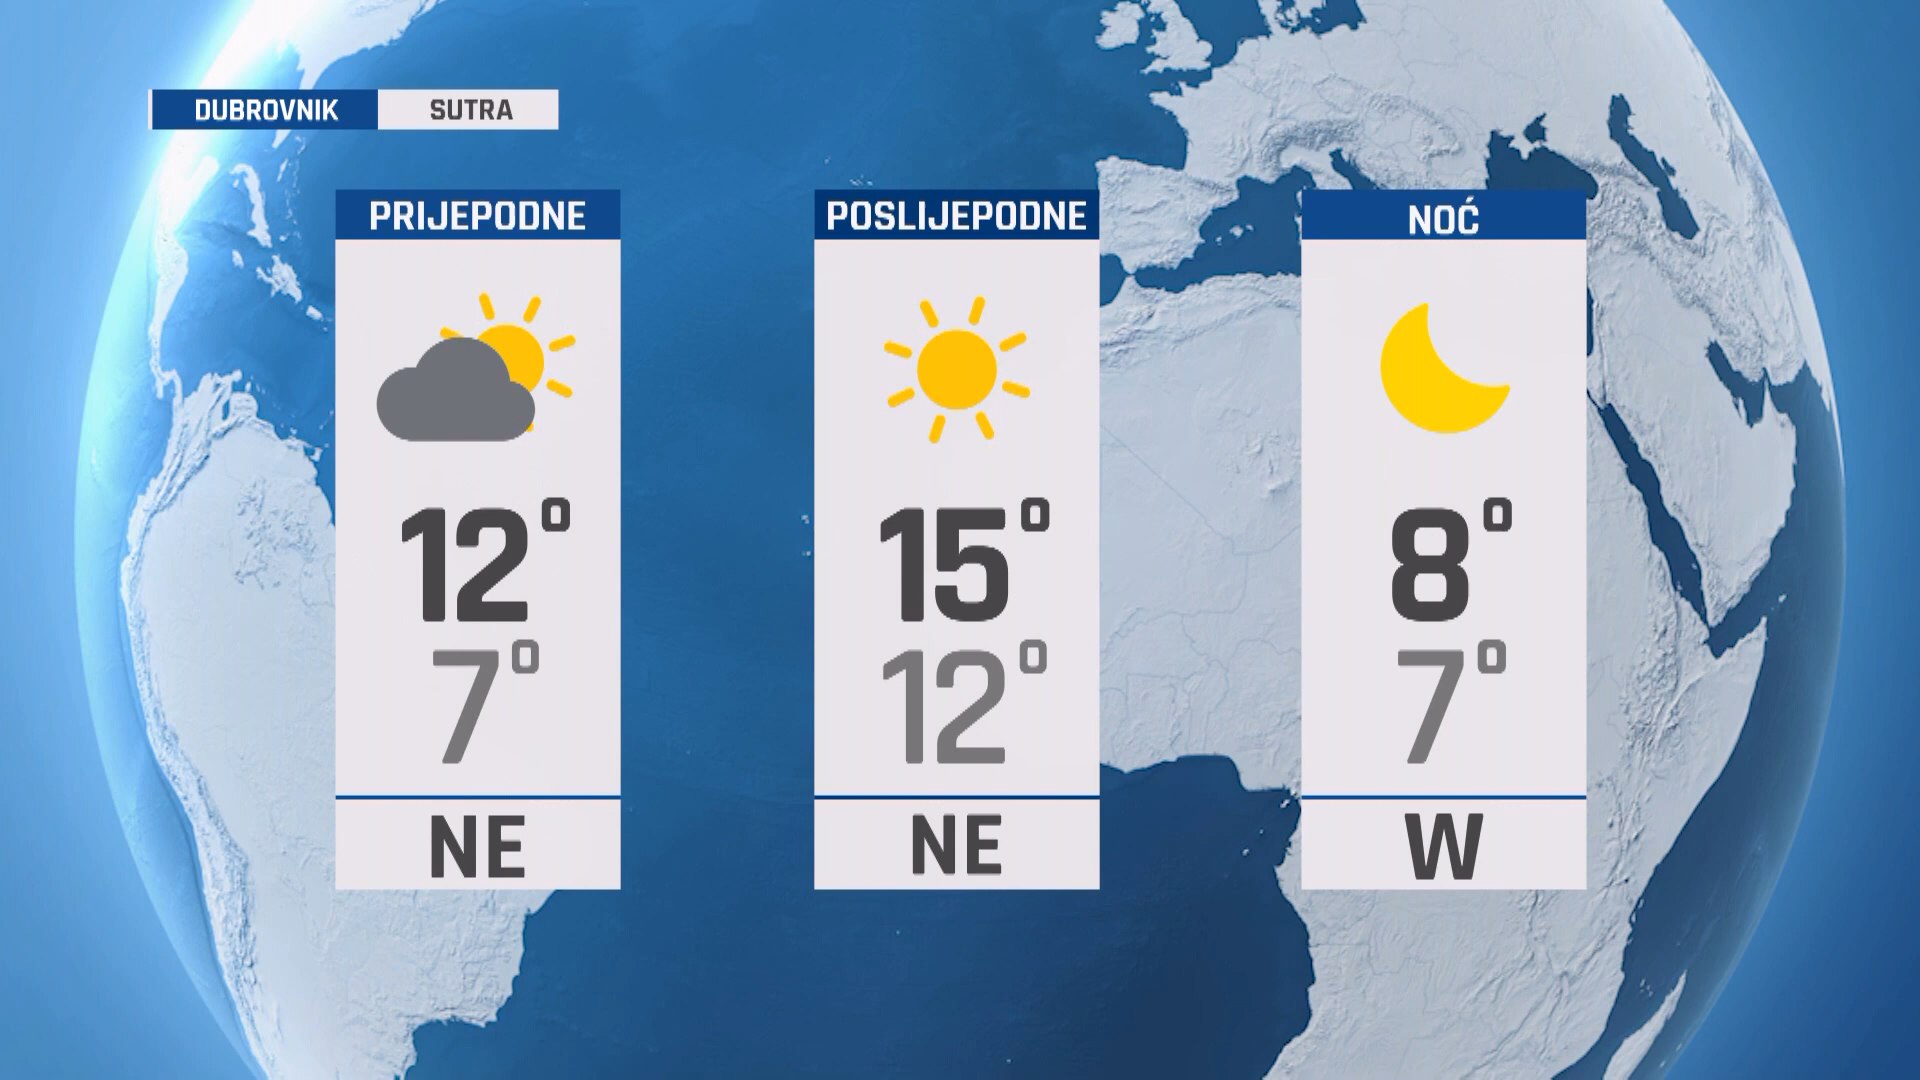 DUBROVNIK SUTRA
PRIJEPODNE
12°
7°
NE
POSLIJEPODNE
15°
12°
NE
NOĆ
8°
7°
W